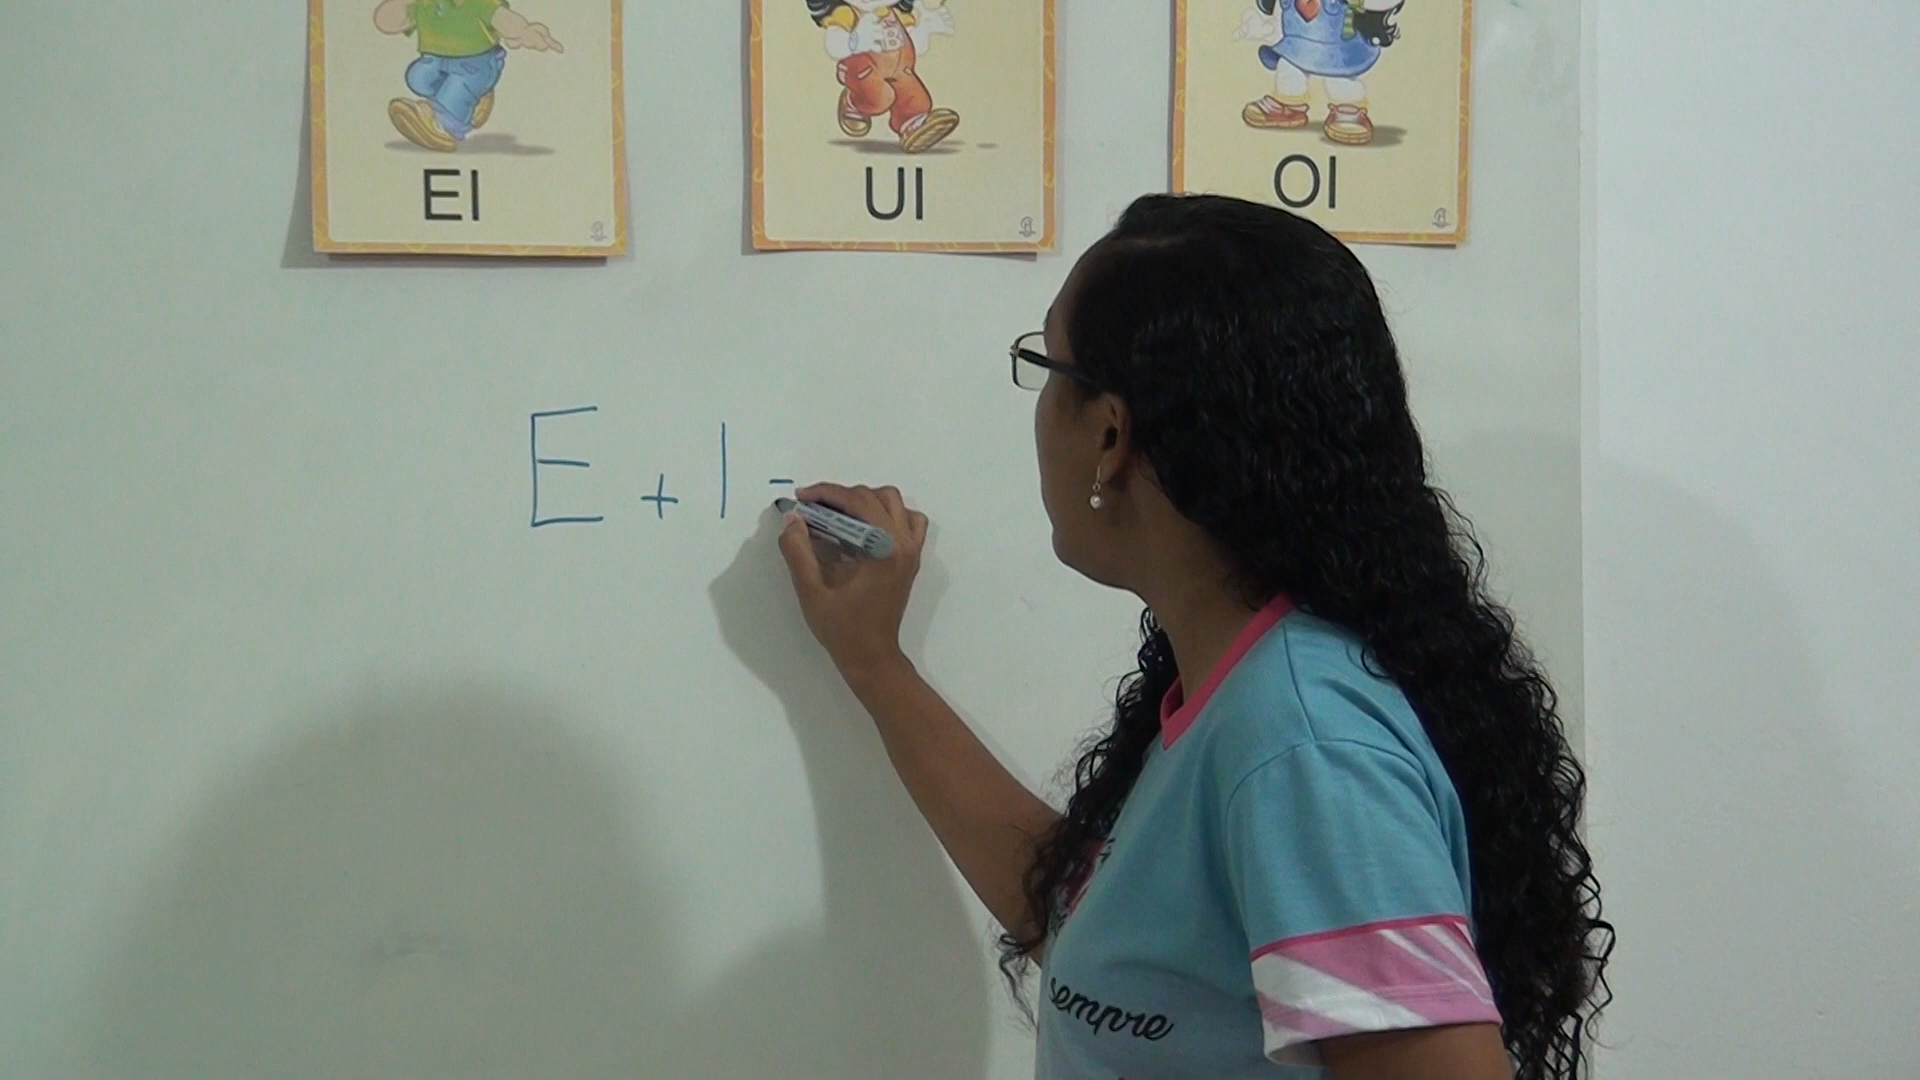 EI
UI
OI
E + I =
sempre